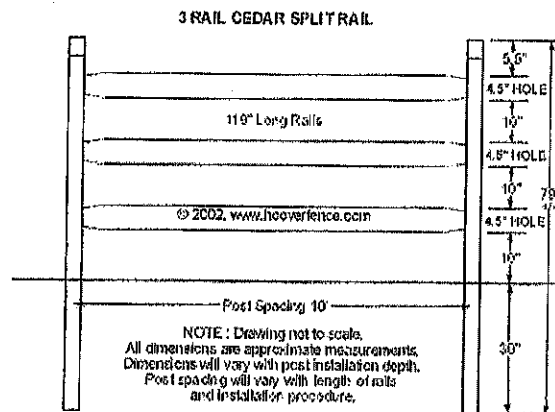 3 RAIL CEDAR SPLIT RAIL
5.5"
4.5" HOLE
119" Long Rails
10"
4.5" HOLE
10"
© 2002, www.hooverfence.com
4.5" HOLE
10"
79
Post Spacing 10'
30"
NOTE: Drawing not to scale.
All dimensions are approximate measurements.
Dimensions will vary with post installation depth.
Post spacing will vary with length of rails
and installation procedure.